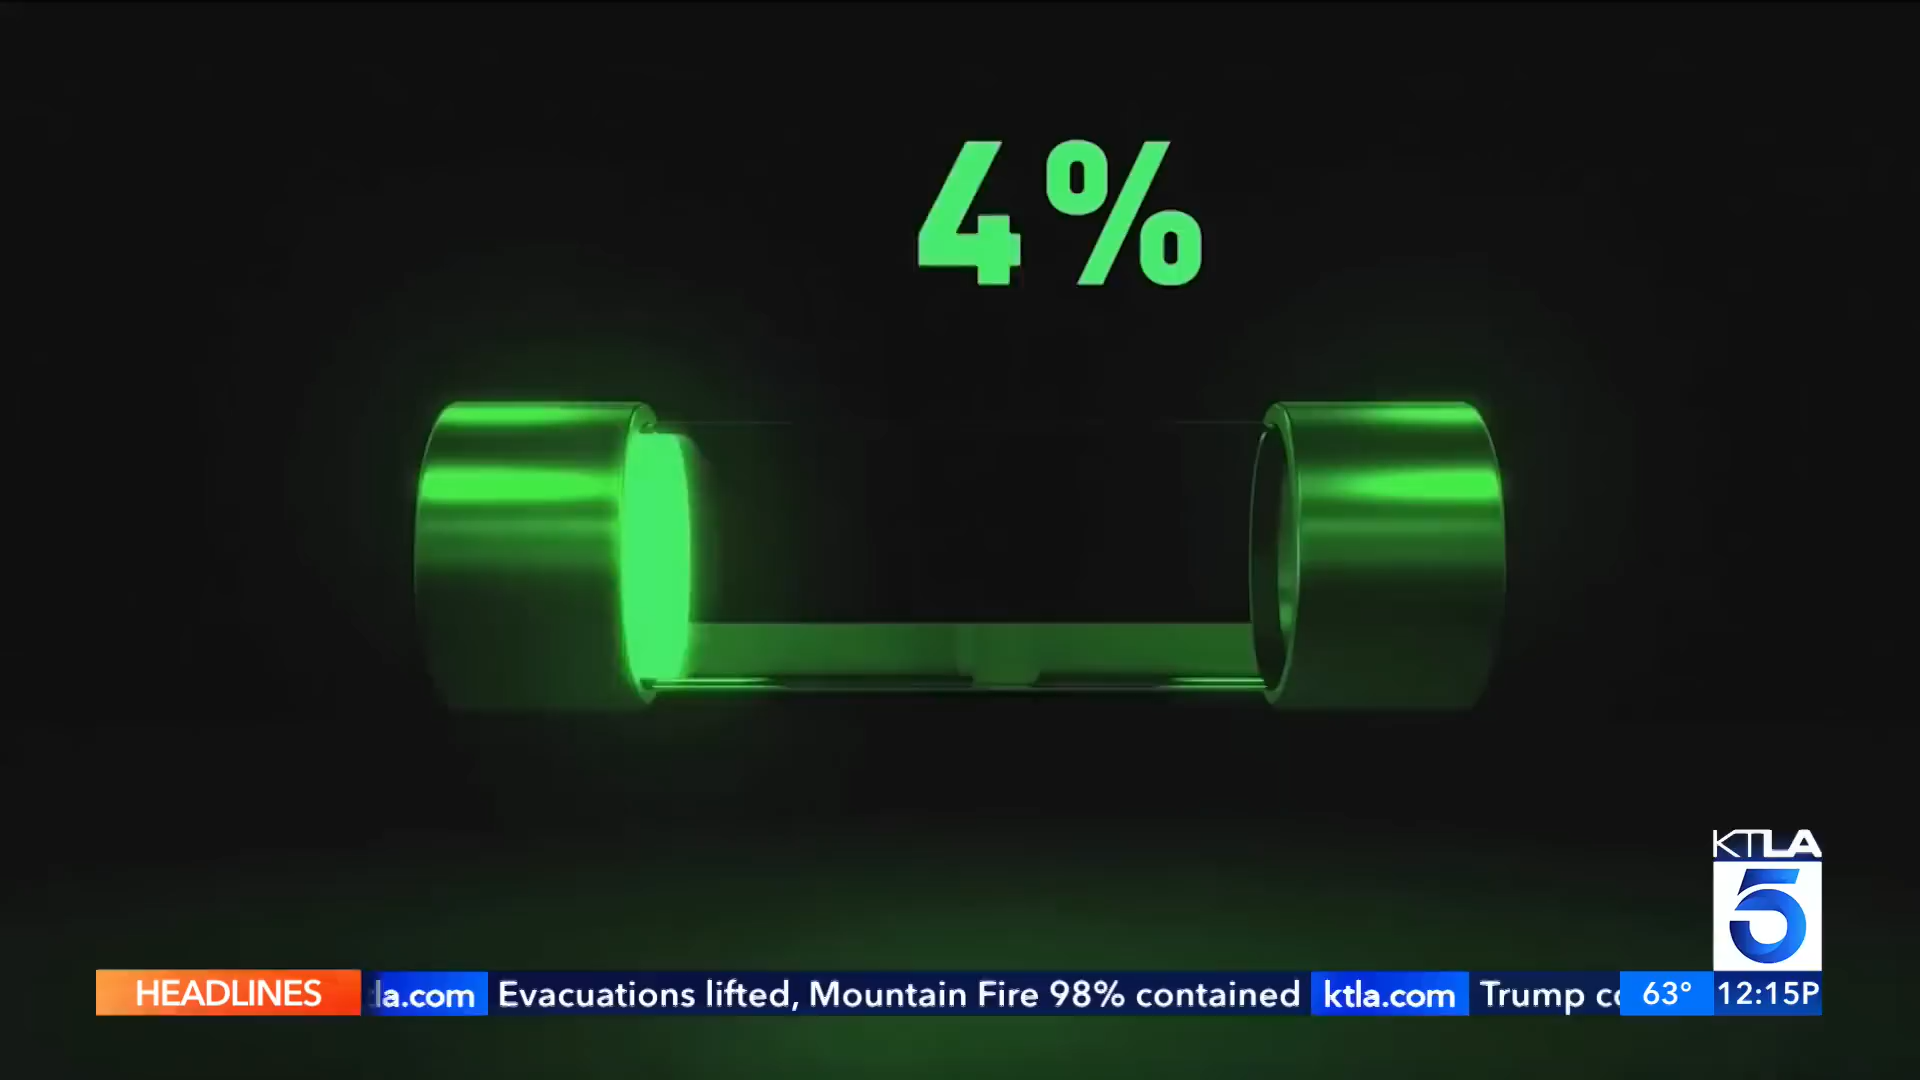 4%
KTLA
5
HEADLINES la.com Evacuations lifted, Mountain Fire 98% contained ktla.com Trump 63° 12:15P